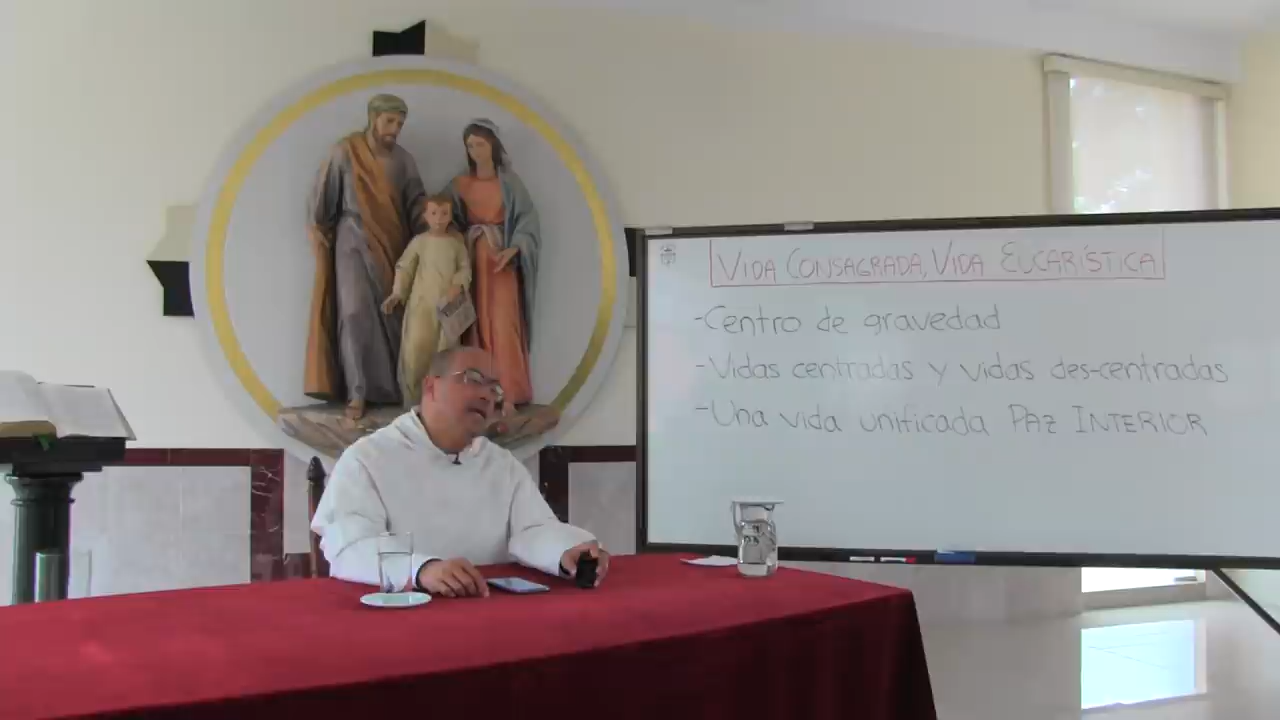 VIDA CONSAGRADA, VIDA EUCARÍSTICA
-Centro de gravedad
-Vidas centradas y vidas des-centradas
-Una vida unificada PAZ INTERIOR